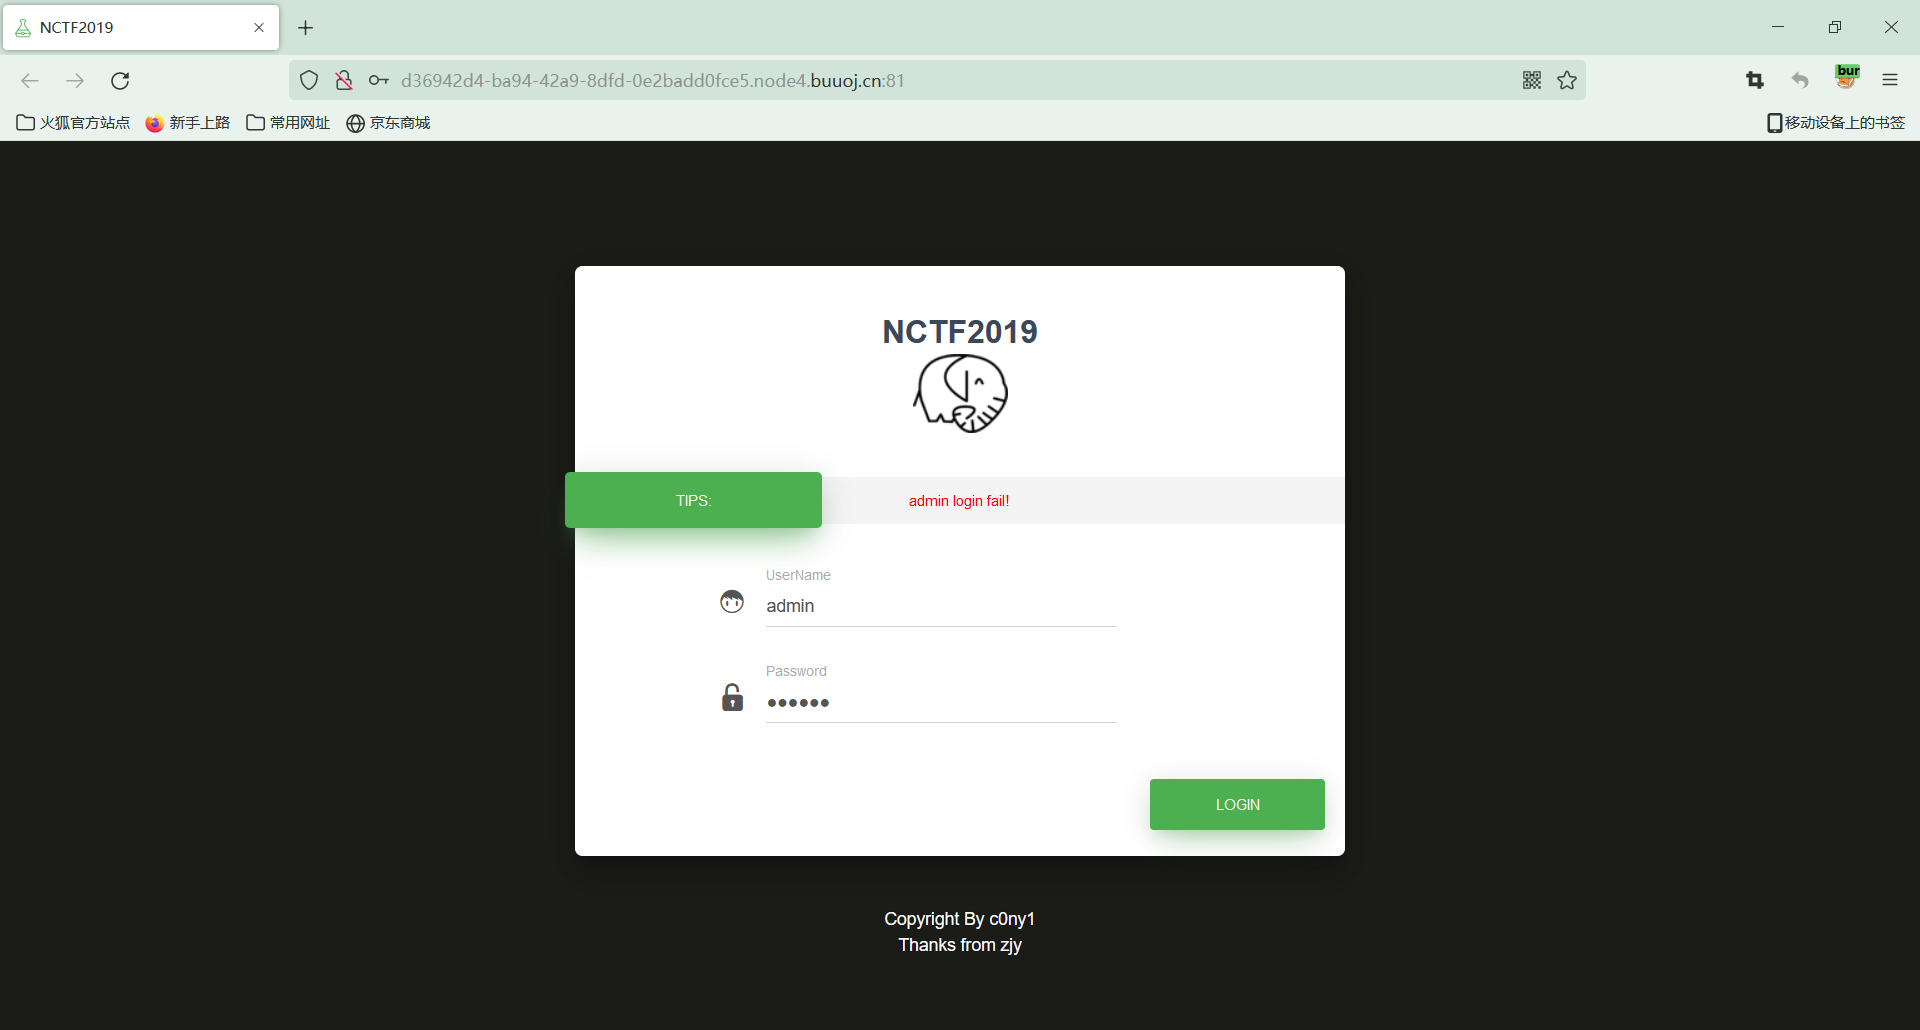 NCTF2019
d36942d4-ba94-42a9-8dfd-0e2badd0fce5.node4.buuoj.cn:81
bur
火狐官方站点 新手上路 常用网址 京东商城 移动设备上的书签
NCTF2019
TIPS: admin login fail!
UserName
admin
Password
••••••
LOGIN
Copyright By c0ny1
Thanks from zjy